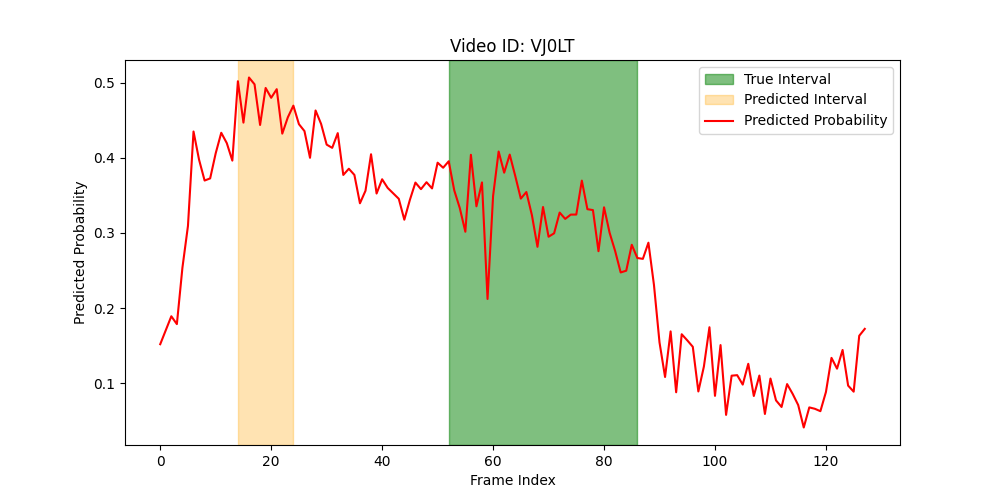 Video ID: VJ0LT
True Interval
Predicted Interval
Predicted Probability
0.5
0.4
0.3
0.2
0.1
Predicted Probability
0 20 40 60 80 100 120
Frame Index